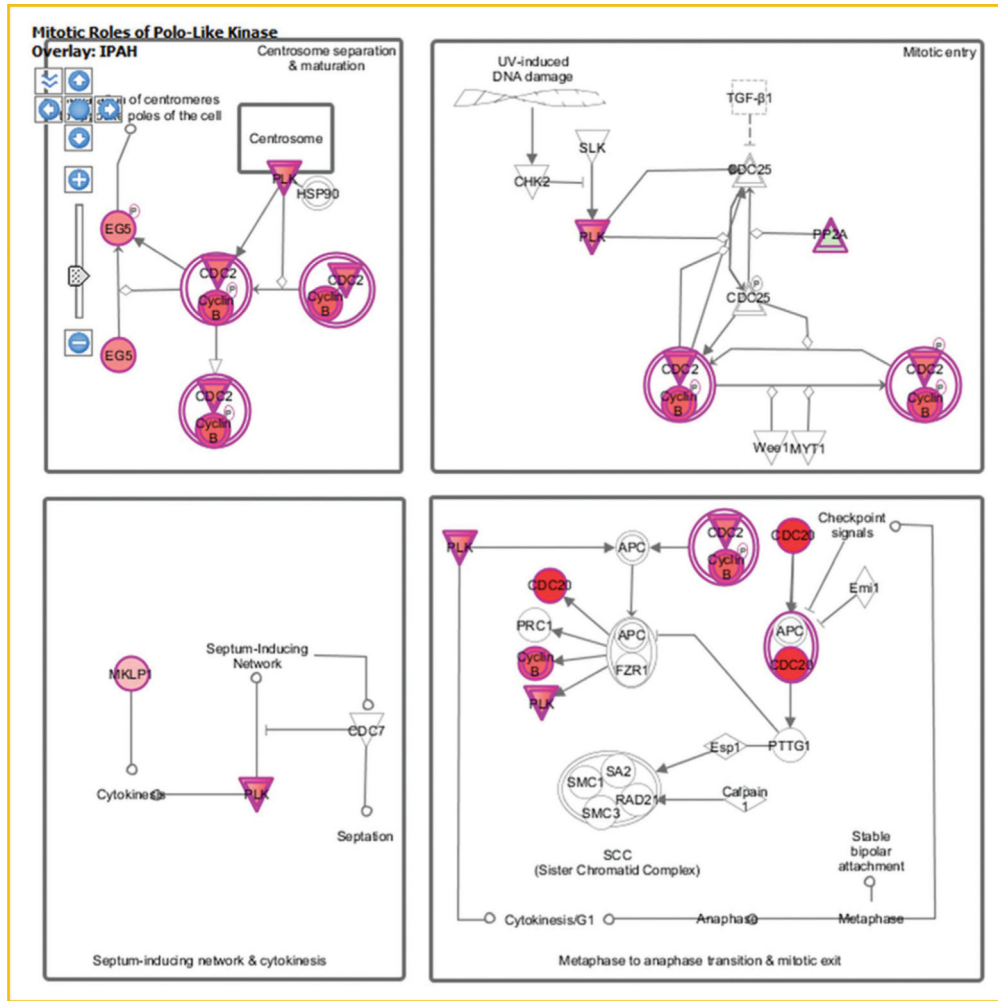 Mitotic Roles of Polo-Like Kinase
Overlay: IPAH
Centrosome separation
& maturation
of centromeres
poles of the cell
Centrosome
PLK
HSP90
P
EG5
CDC2
P
Cyclin
B
CDC2
Cyclin
B
EG5
CDC2
P
Cyclin
B
Mitotic entry
UV-induced
DNA damage
TGF-β1
SLK
CHK2
CDC25
PLK
PP2A
P
CDC25
CDC2
P
Cyclin
B
P
CDC2
P
Cyclin
B
Wee1
MYT1
MKLP1
Septum-Inducing
Network
CDC7
Cytokinesis
PLK
Septation
Septum-inducing network & cytokinesis
PLK
APC
CDC2
P
Cyclin
B
CDC20
Checkpoint
signals
CDC20
Emi1
PRC1
APC
FZR1
APC
CDC20
Cyclin
B
PLK
Esp1
PTTG1
SMC1
SA2
RAD21
SMC3
Calpain
1
SCC
(Sister Chromatid Complex)
Stable
bipolar
attachment
Cytokinesis/G1
Anaphase
Metaphase
Metaphase to anaphase transition & mitotic exit